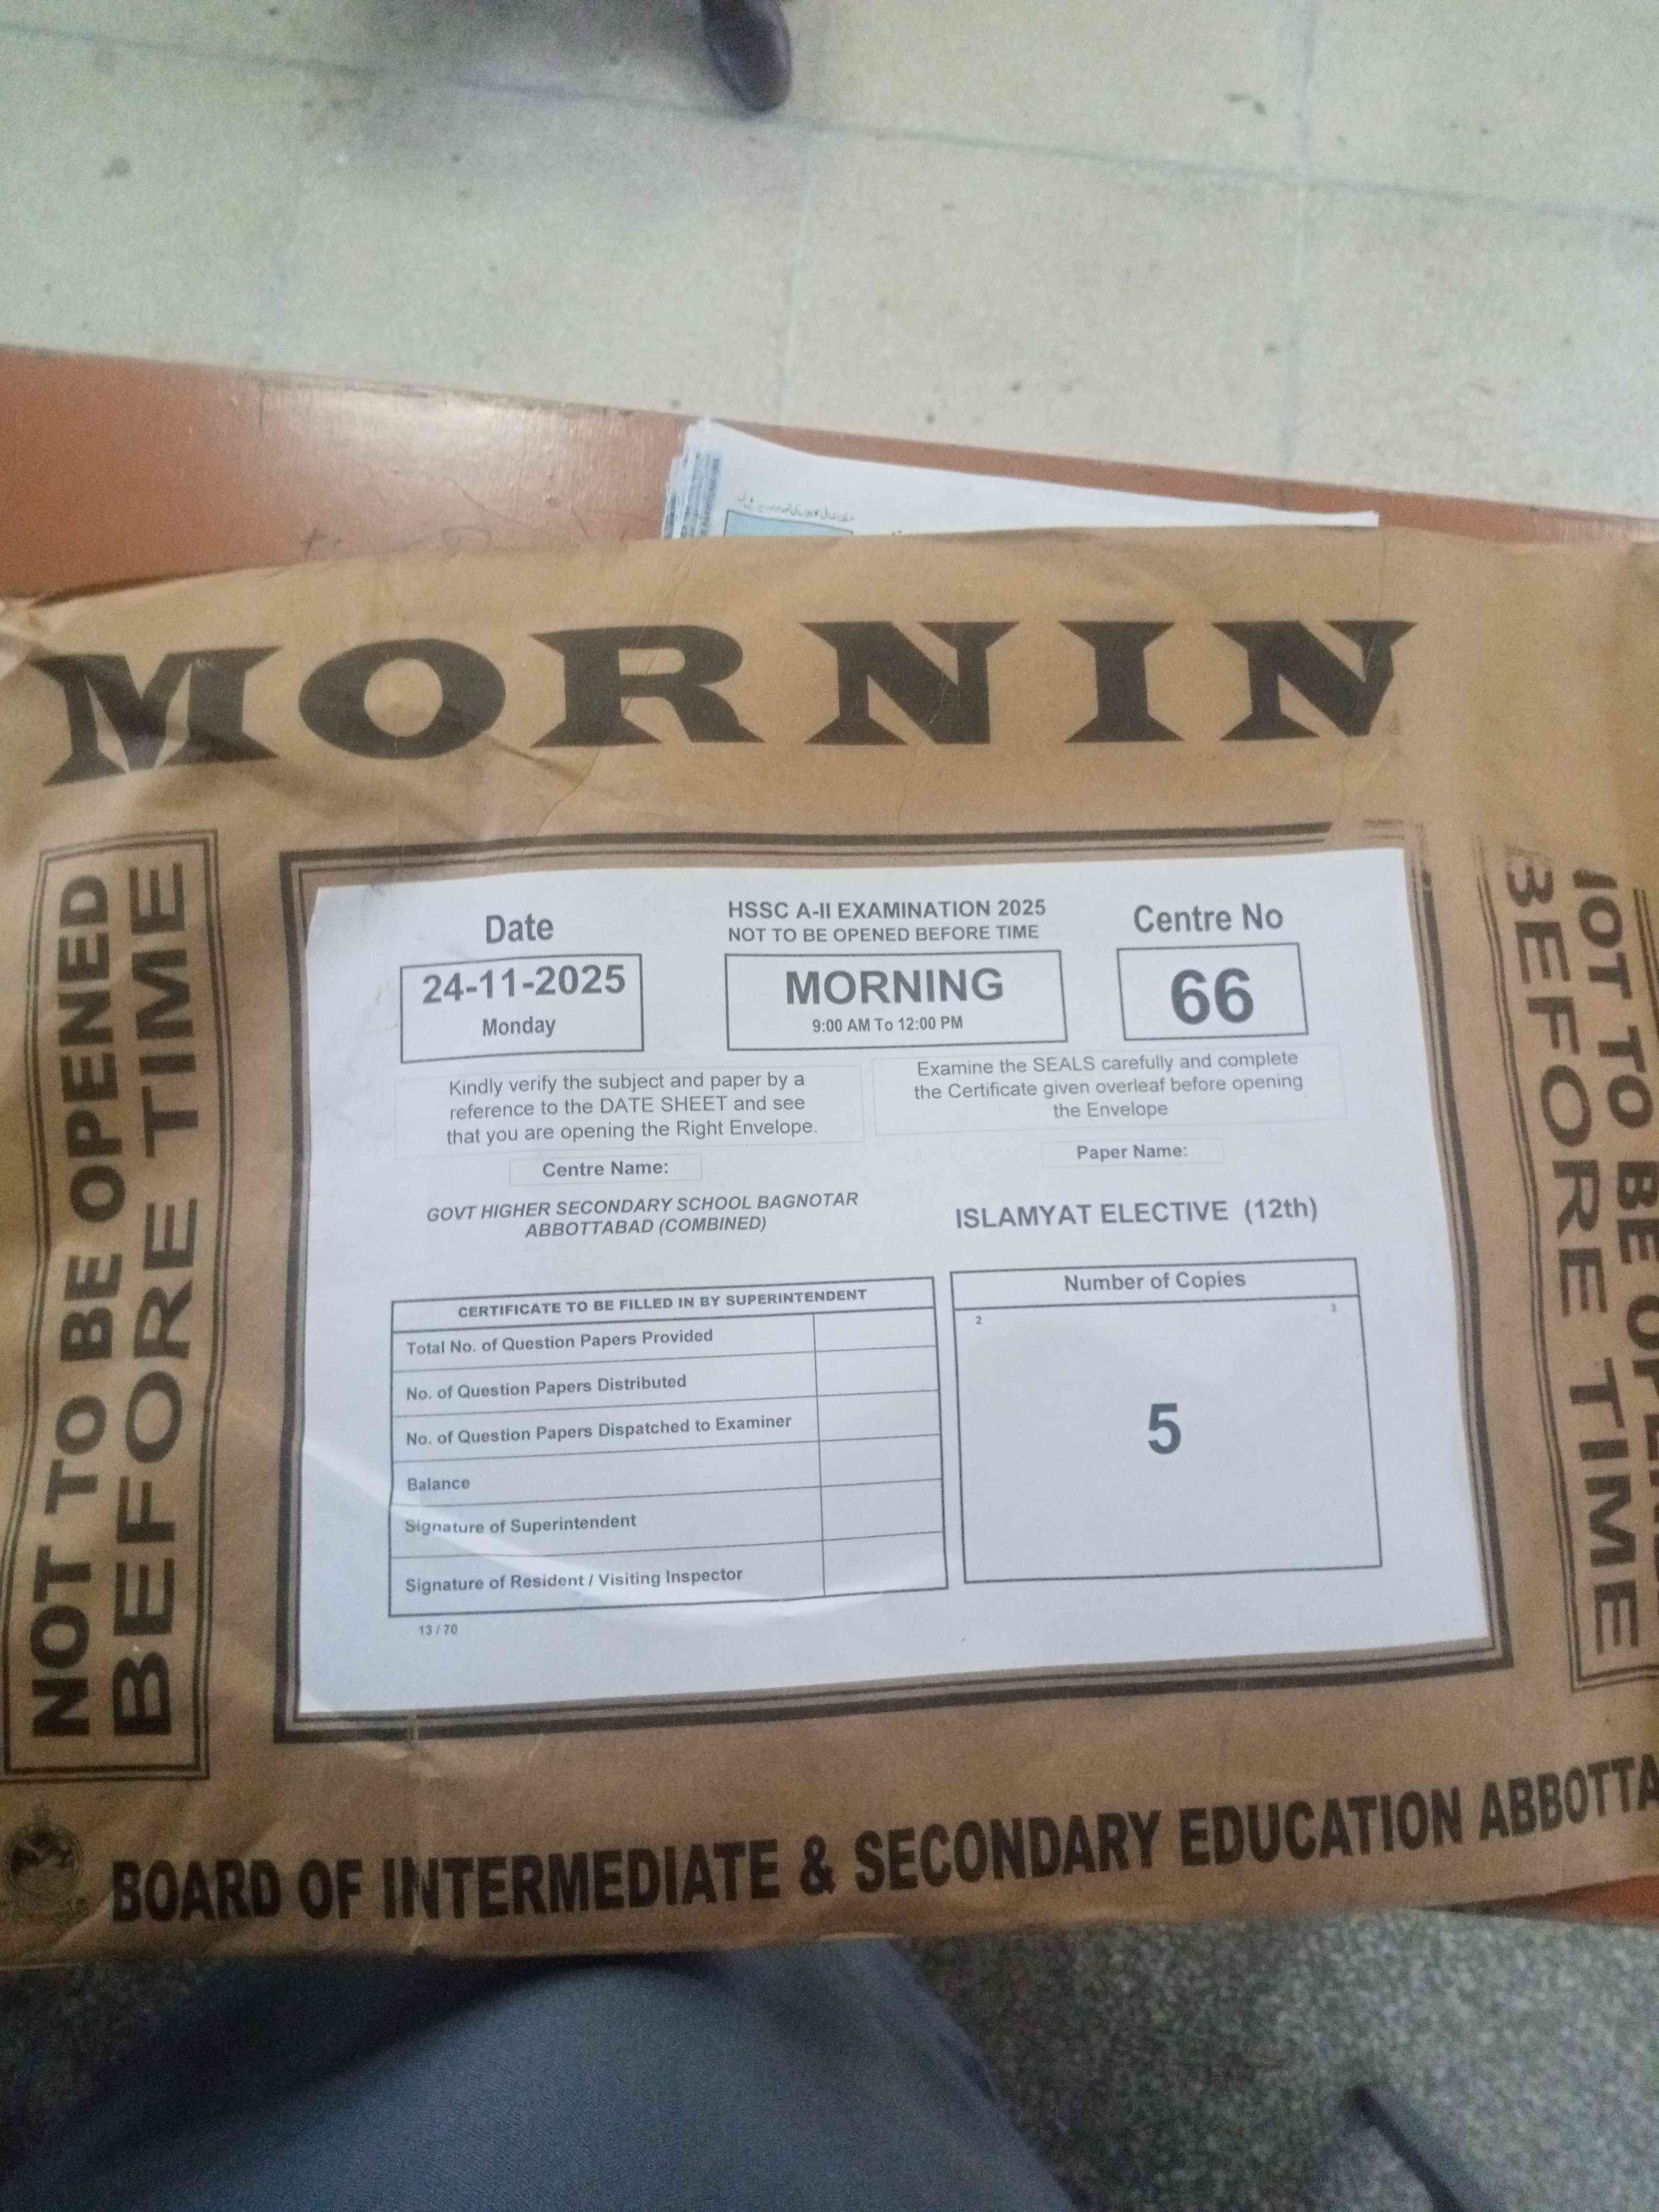 MORNIN
NOT TO BE OPENED
BEFORE TIME
Date
24-11-2025
Monday
HSSC A-II EXAMINATION 2025
NOT TO BE OPENED BEFORE TIME
MORNING
9:00 AM To 12:00 PM
Centre No
66
Kindly verify the subject and paper by a
reference to the DATE SHEET and see
that you are opening the Right Envelope.
Examine the SEALS carefully and complete
the Certificate given overleaf before opening
the Envelope
Centre Name:
GOVT HIGHER SECONDARY SCHOOL BAGNOTAR
ABBOTTABAD (COMBINED)
Paper Name:
ISLAMYAT ELECTIVE (12th)
CERTIFICATE TO BE FILLED IN BY SUPERINTENDENT
Total No. of Question Papers Provided
No. of Question Papers Distributed
No. of Question Papers Dispatched to Examiner
Balance
Signature of Superintendent
Signature of Resident / Visiting Inspector
Number of Copies
2 3
5
13 / 70
TO BE
BEFORE TIME
BOARD OF INTERMEDIATE & SECONDARY EDUCATION ABBOTTA